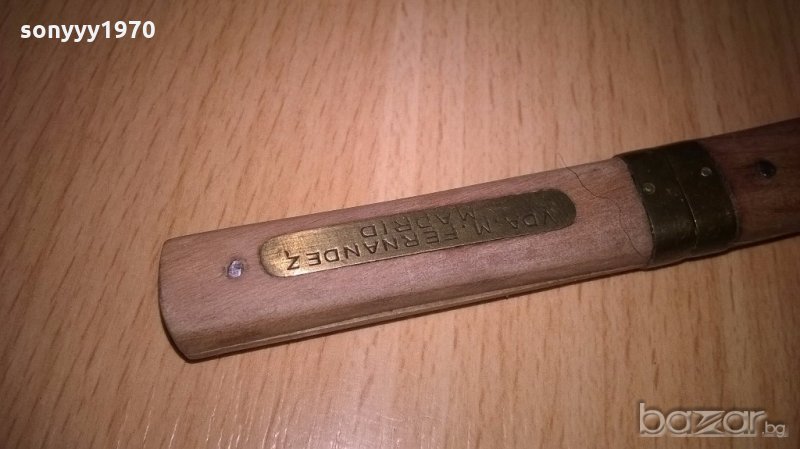 sonyyy1970
VDA. M. FERNANDEZ
MADRID
bazar.bg